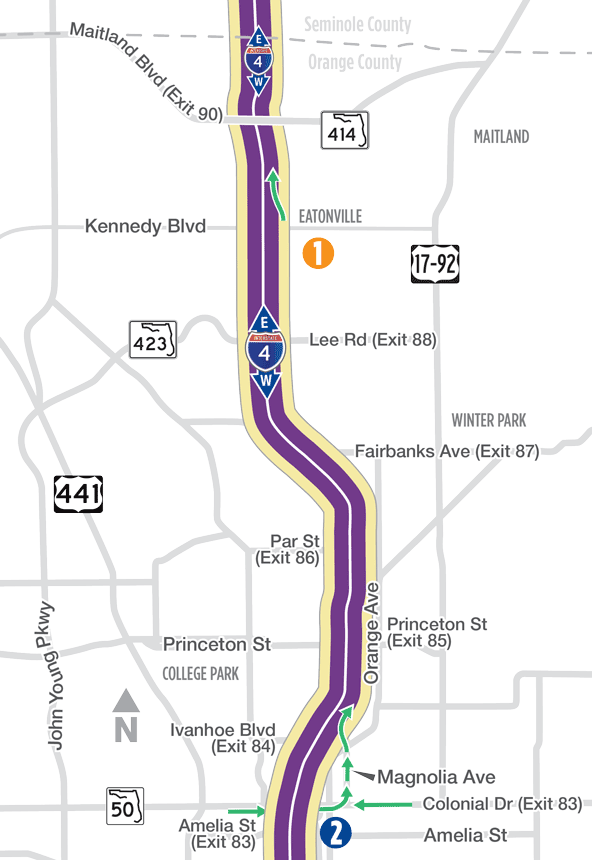 Seminole County
Orange County
E
4
W
Maitland Blvd (Exit 90)
414
MAITLAND
Kennedy Blvd
EATONVILLE
1
17-92
E
INTERSTATE
4
W
423
Lee Rd (Exit 88)
WINTER PARK
Fairbanks Ave (Exit 87)
441
Par St
(Exit 86)
Orange Ave
John Young Pkwy
Princeton St
(Exit 85)
Princeton St
COLLEGE PARK
N
Ivanhoe Blvd
(Exit 84)
Magnolia Ave
50
Colonial Dr (Exit 83)
Amelia St
(Exit 83)
2
Amelia St